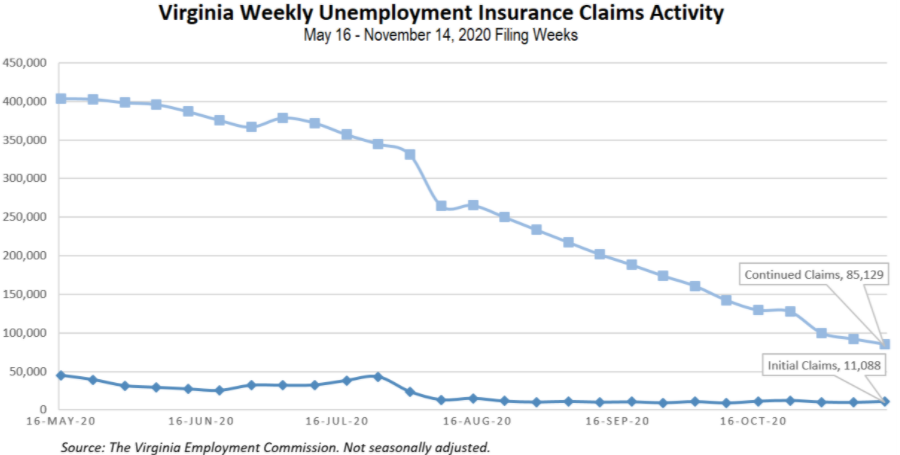 Virginia Weekly Unemployment Insurance Claims Activity
May 16 - November 14, 2020 Filing Weeks
450,000
400,000
350,000
300,000
250,000
200,000
150,000
100,000
50,000
0
Continued Claims, 85,129
Initial Claims, 11,088
16-MAY-20 16-JUN-20 16-JUL-20 16-AUG-20 16-SEP-20 16-OCT-20
Source: The Virginia Employment Commission. Not seasonally adjusted.